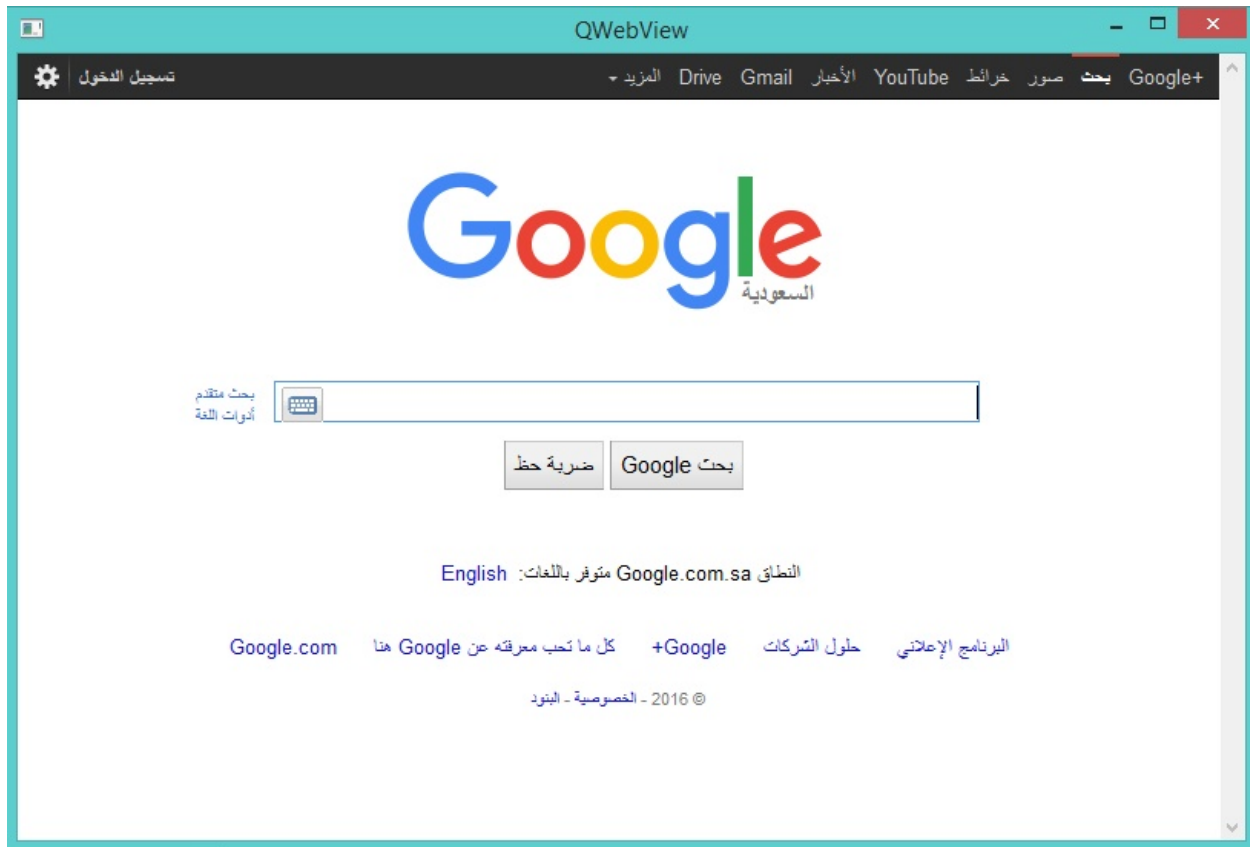 QWebView
Google+ بحث صور خرائط YouTube الأخبار Gmail Drive المزيد تسجيل الدخول
Google
السعودية
بحث متقدم
أدوات اللغة
بحث Google ضربة حظ
النطاق Google.com.sa متوفر باللغات: English
البرنامج الإعلاني حلول الشركات Google+ كل ما تحب معرفته عن Google هنا Google.com
© 2016 - الخصوصية - البنود